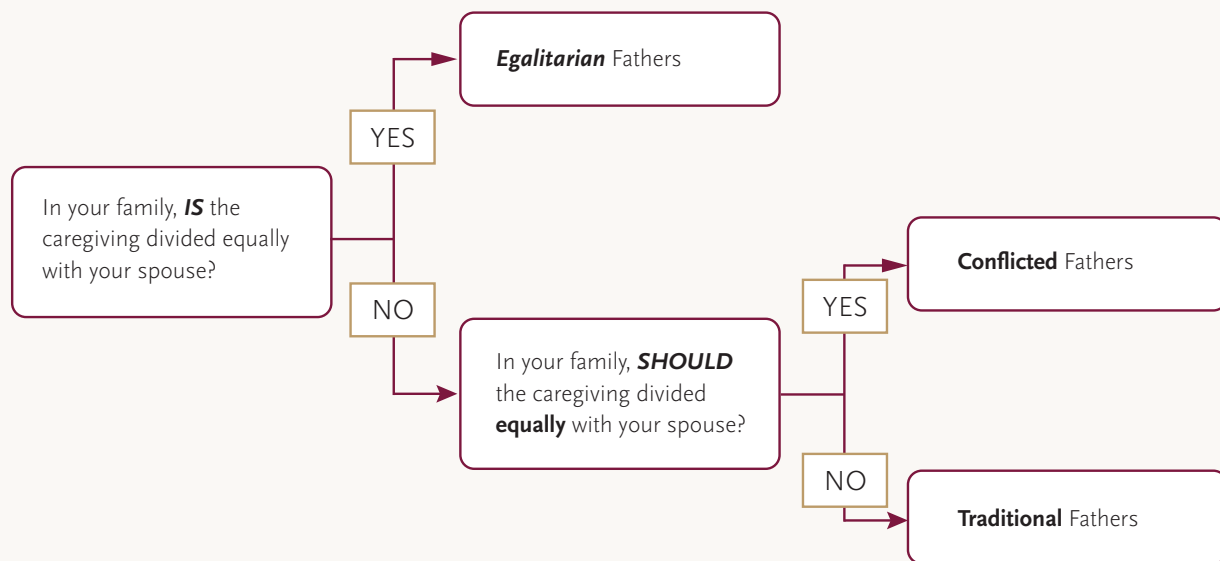 Egalitarian Fathers
YES
In your family, IS the
caregiving divided equally
with your spouse?
NO
Conflicted Fathers
YES
In your family, SHOULD
the caregiving divided
equally with your spouse?
NO
Traditional Fathers